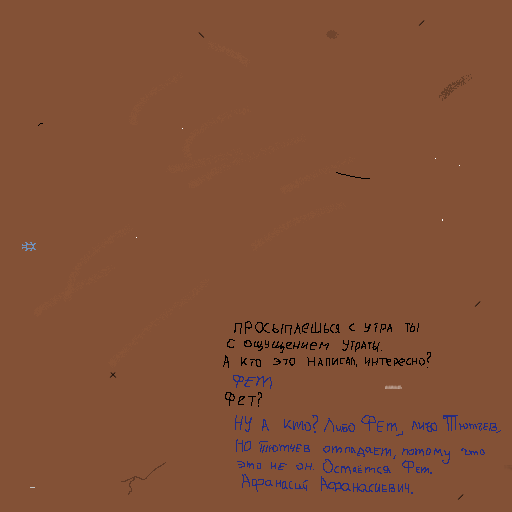 ПРОСЫПАЕШЬСЯ С УТРА ТЫ
С ОЩУЩЕНИЕМ УТРАТЫ.
А КТО ЭТО НАПИСАЛ, ИНТЕРЕСНО?
ФЕТ
ФЕТ?
НУ А КТО? Либо Фет, либо Тютчев.
Но Тютчев отпадает, потому что
это не он. Остаётся Фет.
Афанасий Афанасиевич.